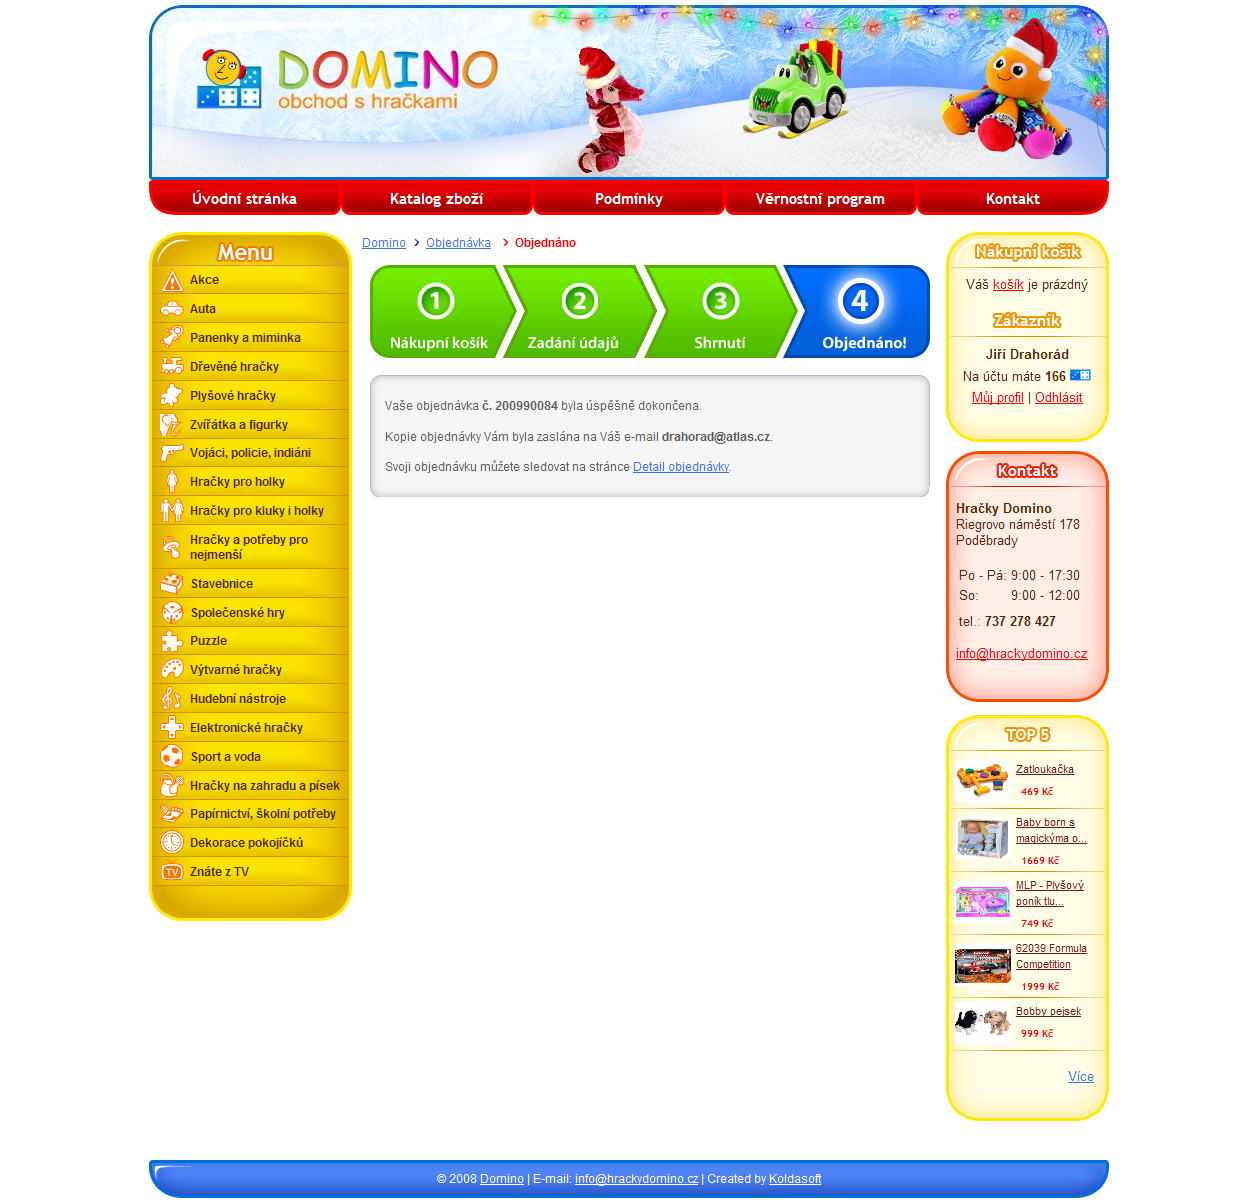 DOMINO
obchod s hračkami
Úvodní stránka
Katalog zboží
Podmínky
Věrnostní program
Kontakt
Menu
Akce
Auta
Panenky a miminka
Dřevěné hračky
Plyšové hračky
Zvířátka a figurky
Vojáci, policie, indiáni
Hračky pro holky
Hračky pro kluky i holky
Hračky a potřeby pro
nejmenší
Stavebnice
Společenské hry
Puzzle
Výtvarné hračky
Hudební nástroje
Elektronické hračky
Sport a voda
Hračky na zahradu a písek
Papírnictví, školní potřeby
Dekorace pokojíčků
TV Znáte z TV
Domino > Objednávka > Objednáno
1 Nákupní košík
2 Zadání údajů
3 Shrnutí
4 Objednáno!
Vaše objednávka č. 200990084 byla úspěšně dokončena.
Kopie objednávky Vám byla zaslána na Váš e-mail drahorad@atlas.cz.
Svoji objednávku můžete sledovat na stránce Detail objednávky.
Nákupní košík
Váš košík je prázdný
Zákazník
Jiří Drahorád
Na účtu máte 166
Můj profil | Odhlásit
Kontakt
Hračky Domino
Riegrovo náměstí 178
Poděbrady
Po - Pá: 9:00 - 17:30
So: 9:00 - 12:00
tel.: 737 278 427
info@hrackydomino.cz
TOP 5
Zatloukačka
469 Kč
Baby born s
magickýma o...
1669 Kč
MLP - Plyšový
poník tlu...
749 Kč
62039 Formula
Competition
1999 Kč
Bobby pejsek
999 Kč
Více
© 2008 Domino | E-mail: info@hrackydomino.cz | Created by Koldasoft